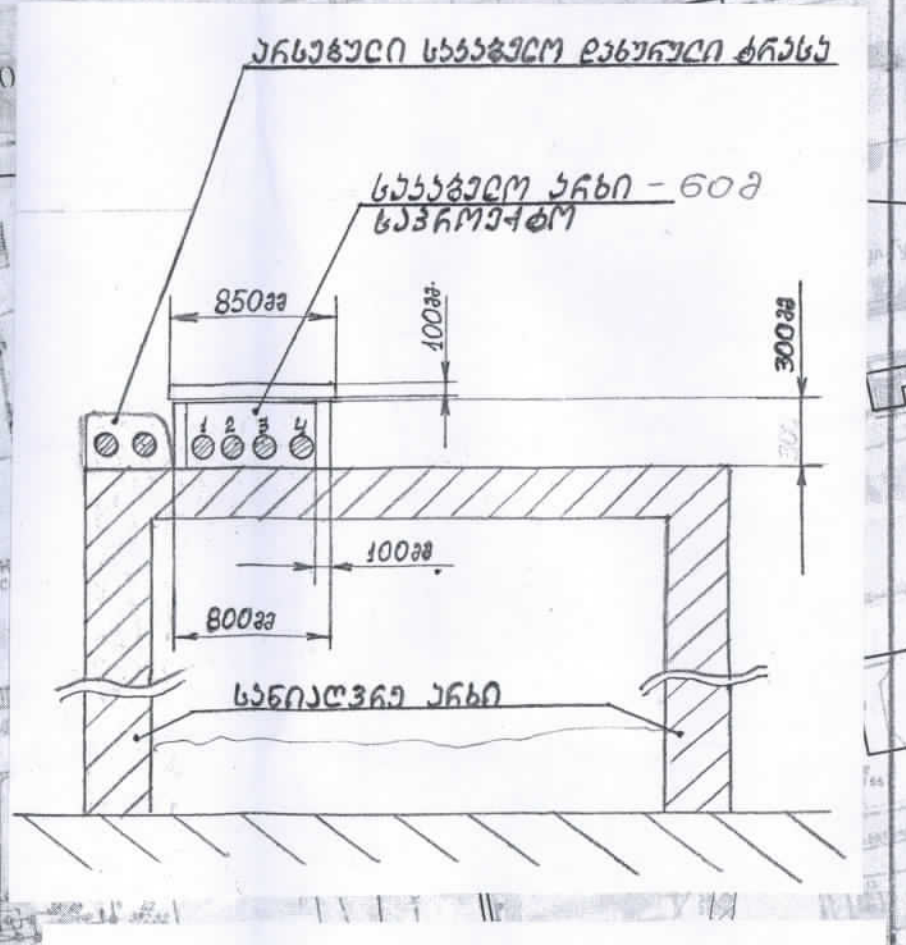 არსებული საკაბელო დახურული ტრასა
საკაბელო არხი - 60მ
საპროექტო
850მმ
100მმ.
300მმ
300
1 2 3 4
100მმ
800მმ
სანიაღვრე არხი